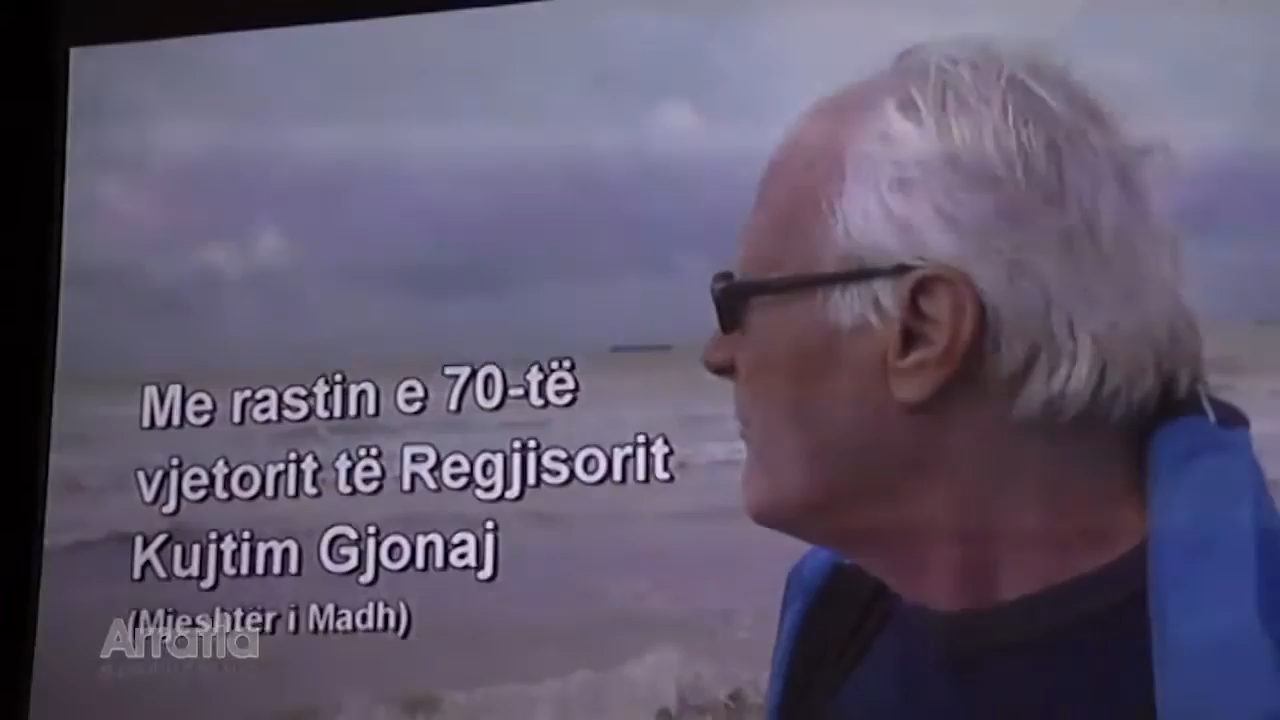 Me rastin e 70-të
vjetorit të Regjisorit
Kujtim Gjonaj
(Mjeshtër i Madh)